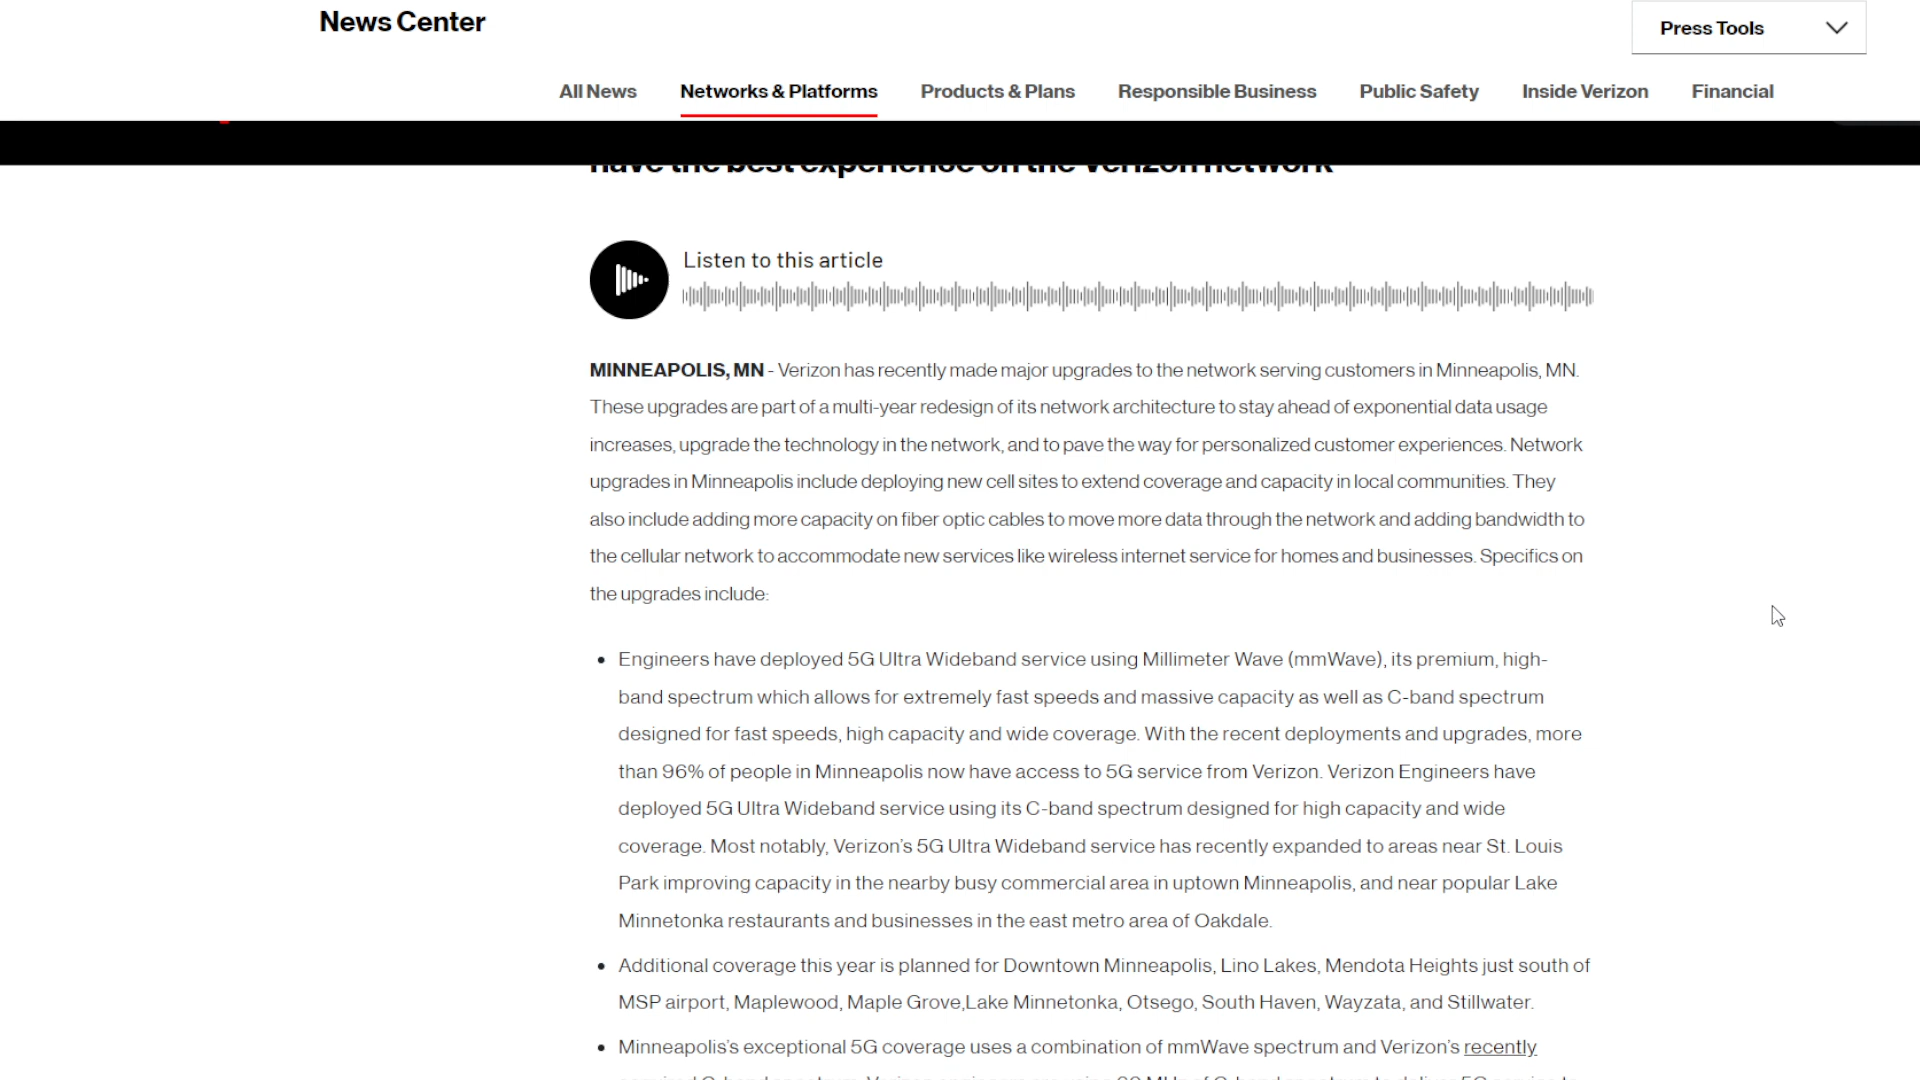 News Center
Press Tools
All News Networks & Platforms Products & Plans Responsible Business Public Safety Inside Verizon Financial
have the best experience on the Verizon network
Listen to this article
MINNEAPOLIS, MN - Verizon has recently made major upgrades to the network serving customers in Minneapolis, MN.
These upgrades are part of a multi-year redesign of its network architecture to stay ahead of exponential data usage
increases, upgrade the technology in the network, and to pave the way for personalized customer experiences. Network
upgrades in Minneapolis include deploying new cell sites to extend coverage and capacity in local communities. They
also include adding more capacity on fiber optic cables to move more data through the network and adding bandwidth to
the cellular network to accommodate new services like wireless internet service for homes and businesses. Specifics on
the upgrades include:
• Engineers have deployed 5G Ultra Wideband service using Millimeter Wave (mmWave), its premium, high-
band spectrum which allows for extremely fast speeds and massive capacity as well as C-band spectrum
designed for fast speeds, high capacity and wide coverage. With the recent deployments and upgrades, more
than 96% of people in Minneapolis now have access to 5G service from Verizon. Verizon Engineers have
deployed 5G Ultra Wideband service using its C-band spectrum designed for high capacity and wide
coverage. Most notably, Verizon's 5G Ultra Wideband service has recently expanded to areas near St. Louis
Park improving capacity in the nearby busy commercial area in uptown Minneapolis, and near popular Lake
Minnetonka restaurants and businesses in the east metro area of Oakdale.
• Additional coverage this year is planned for Downtown Minneapolis, Lino Lakes, Mendota Heights just south of
MSP airport, Maplewood, Maple Grove,Lake Minnetonka, Otsego, South Haven, Wayzata, and Stillwater.
• Minneapolis's exceptional 5G coverage uses a combination of mmWave spectrum and Verizon's recently